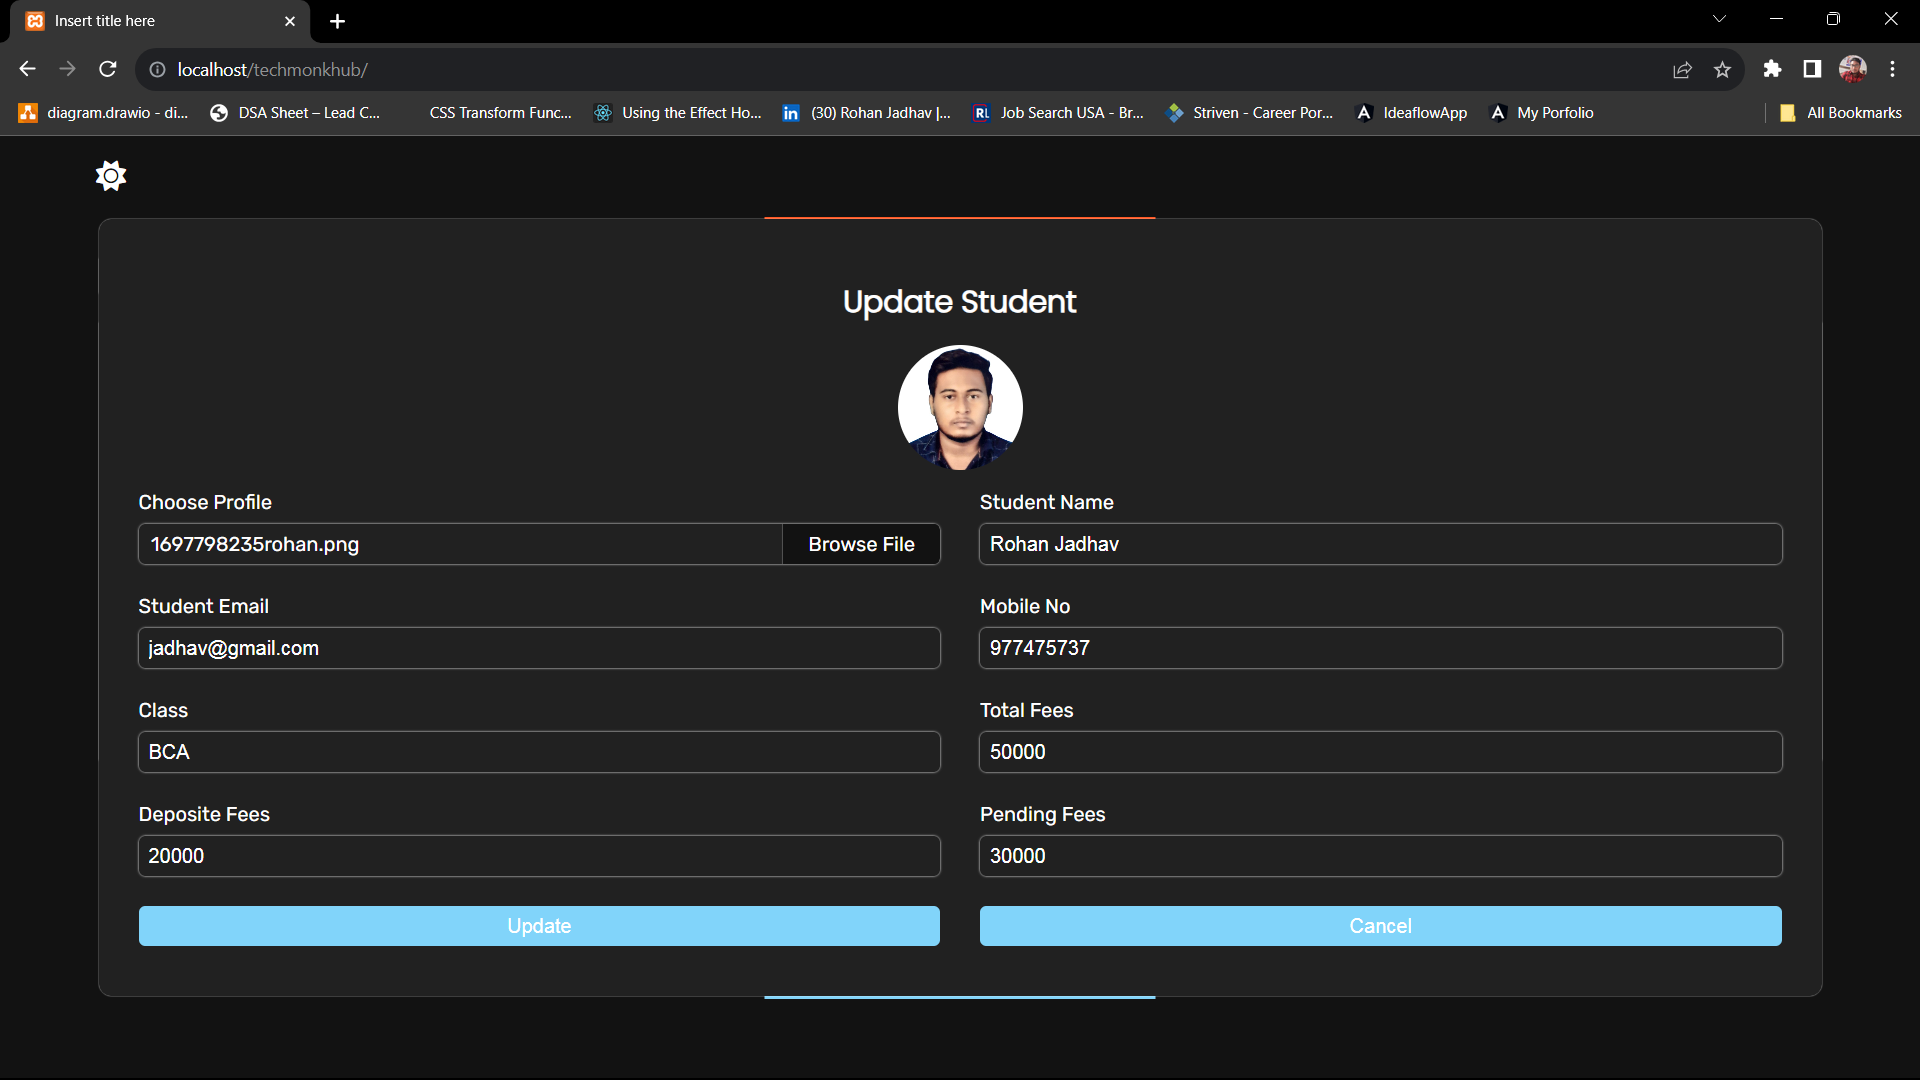 Insert title here
localhost/techmonkhub/
diagram.drawio - di... DSA Sheet – Lead C... CSS Transform Func... Using the Effect Ho... in (30) Rohan Jadhav |... RL Job Search USA - Br... Striven - Career Por... IdeaflowApp My Porfolio All Bookmarks
Update Student
Choose Profile Student Name
1697798235rohan.png Browse File Rohan Jadhav
Student Email Mobile No
jadhav@gmail.com 977475737
Class Total Fees
BCA 50000
Deposite Fees Pending Fees
20000 30000
Update Cancel